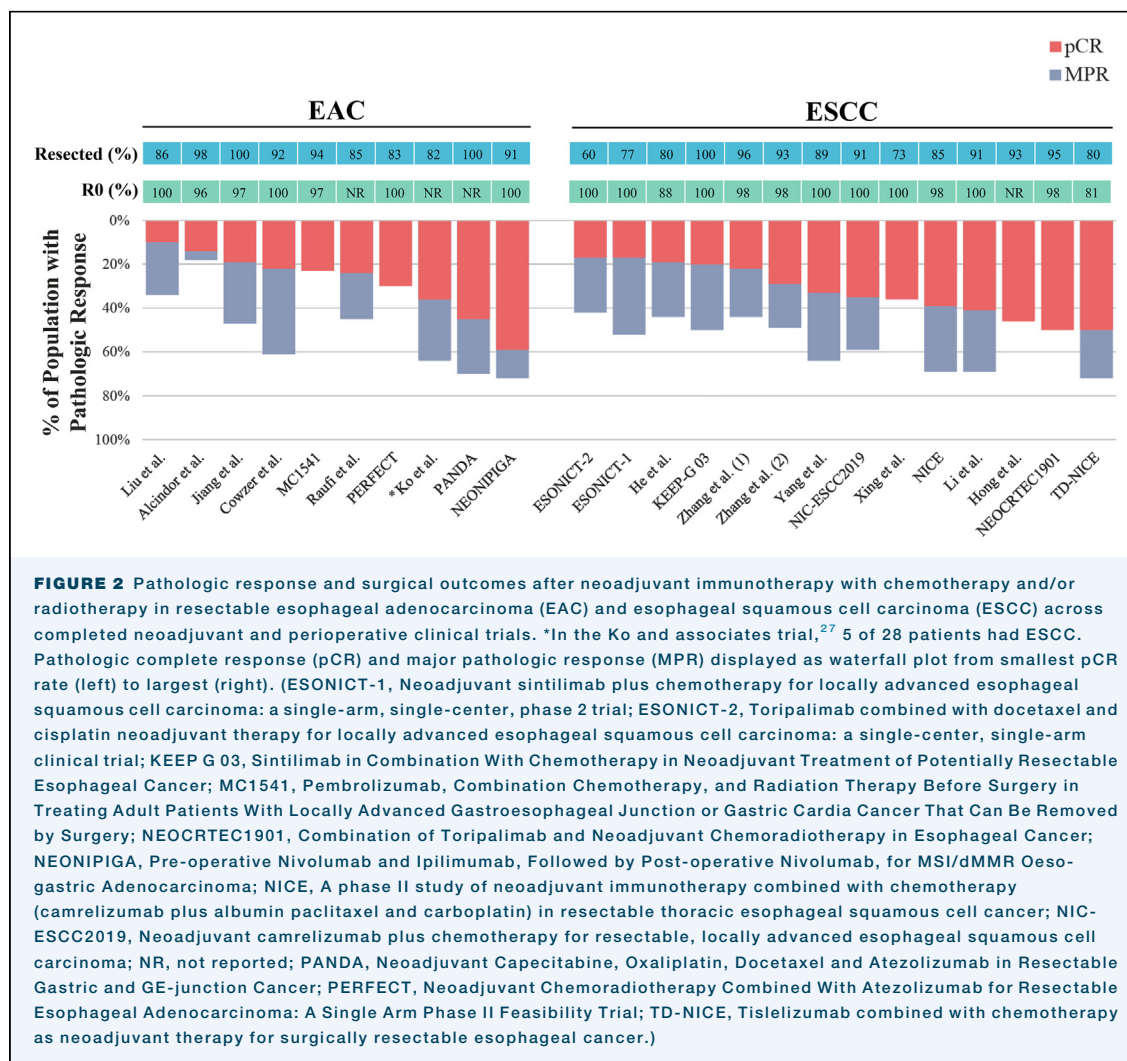 pCR
MPR
EAC
ESCC
Resected (%) 86 98 100 92 94 85 83 82 100 91 60 77 80 100 96 93 89 91 73 85 91 93 95 80
R0 (%) 100 96 97 100 97 NR 100 NR NR 100 100 100 88 100 98 98 100 100 100 98 100 NR 98 81
% of Population with
Pathologic Response
0%
20%
40%
60%
80%
100%
Liu et al.
Alcindor et al.
Jiang et al.
Cowzer et al.
MC1541
Raufi et al.
PERFECT
*Ko et al.
PANDA
NEONIPIGA
ESONICT-2
ESONICT-1
He et al.
KEEP-G 03
Zhang et al. (1)
Zhang et al. (2)
Yang et al.
NIC-ESCC2019
Xing et al.
NICE
Li et al.
Hong et al.
NEOCRTEC1901
TD-NICE
FIGURE 2 Pathologic response and surgical outcomes after neoadjuvant immunotherapy with chemotherapy and/or
radiotherapy in resectable esophageal adenocarcinoma (EAC) and esophageal squamous cell carcinoma (ESCC) across
completed neoadjuvant and perioperative clinical trials. *In the Ko and associates trial,27 5 of 28 patients had ESCC.
Pathologic complete response (pCR) and major pathologic response (MPR) displayed as waterfall plot from smallest pCR
rate (left) to largest (right). (ESONICT-1, Neoadjuvant sintilimab plus chemotherapy for locally advanced esophageal
squamous cell carcinoma: a single-arm, single-center, phase 2 trial; ESONICT-2, Toripalimab combined with docetaxel and
cisplatin neoadjuvant therapy for locally advanced esophageal squamous cell carcinoma: a single-center, single-arm
clinical trial; KEEP G 03, Sintilimab in Combination With Chemotherapy in Neoadjuvant Treatment of Potentially Resectable
Esophageal Cancer; MC1541, Pembrolizumab, Combination Chemotherapy, and Radiation Therapy Before Surgery in
Treating Adult Patients With Locally Advanced Gastroesophageal Junction or Gastric Cardia Cancer That Can Be Removed
by Surgery; NEOCRTEC1901, Combination of Toripalimab and Neoadjuvant Chemoradiotherapy in Esophageal Cancer;
NEONIPIGA, Pre-operative Nivolumab and Ipilimumab, Followed by Post-operative Nivolumab, for MSI/dMMR Oeso-
gastric Adenocarcinoma; NICE, A phase II study of neoadjuvant immunotherapy combined with chemotherapy
(camrelizumab plus albumin paclitaxel and carboplatin) in resectable thoracic esophageal squamous cell cancer; NIC-
ESCC2019, Neoadjuvant camrelizumab plus chemotherapy for resectable, locally advanced esophageal squamous cell
carcinoma; NR, not reported; PANDA, Neoadjuvant Capecitabine, Oxaliplatin, Docetaxel and Atezolizumab in Resectable
Gastric and GE-junction Cancer; PERFECT, Neoadjuvant Chemoradiotherapy Combined With Atezolizumab for Resectable
Esophageal Adenocarcinoma: A Single Arm Phase II Feasibility Trial; TD-NICE, Tislelizumab combined with chemotherapy
as neoadjuvant therapy for surgically resectable esophageal cancer.)